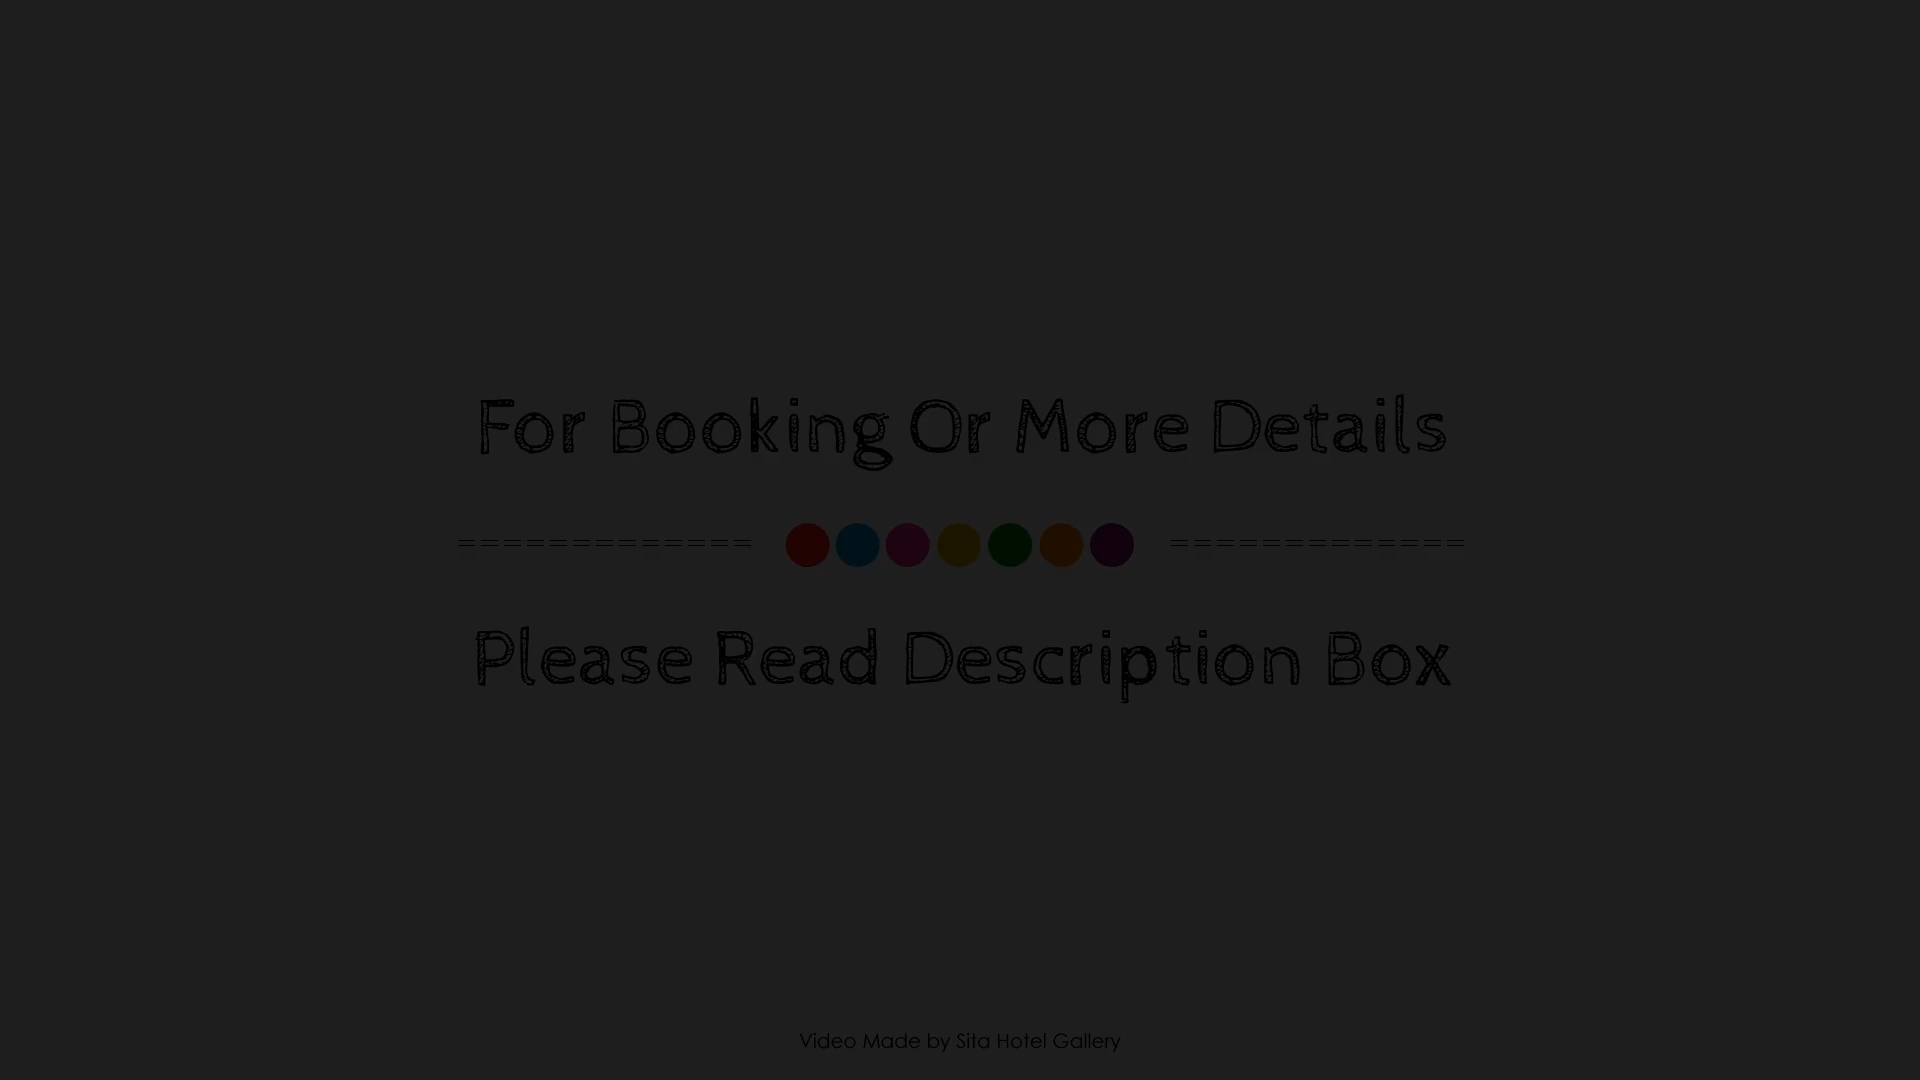 For Booking Or More Details
============= =============
Please Read Description Box
Video Made by Sita Hotel Gallery